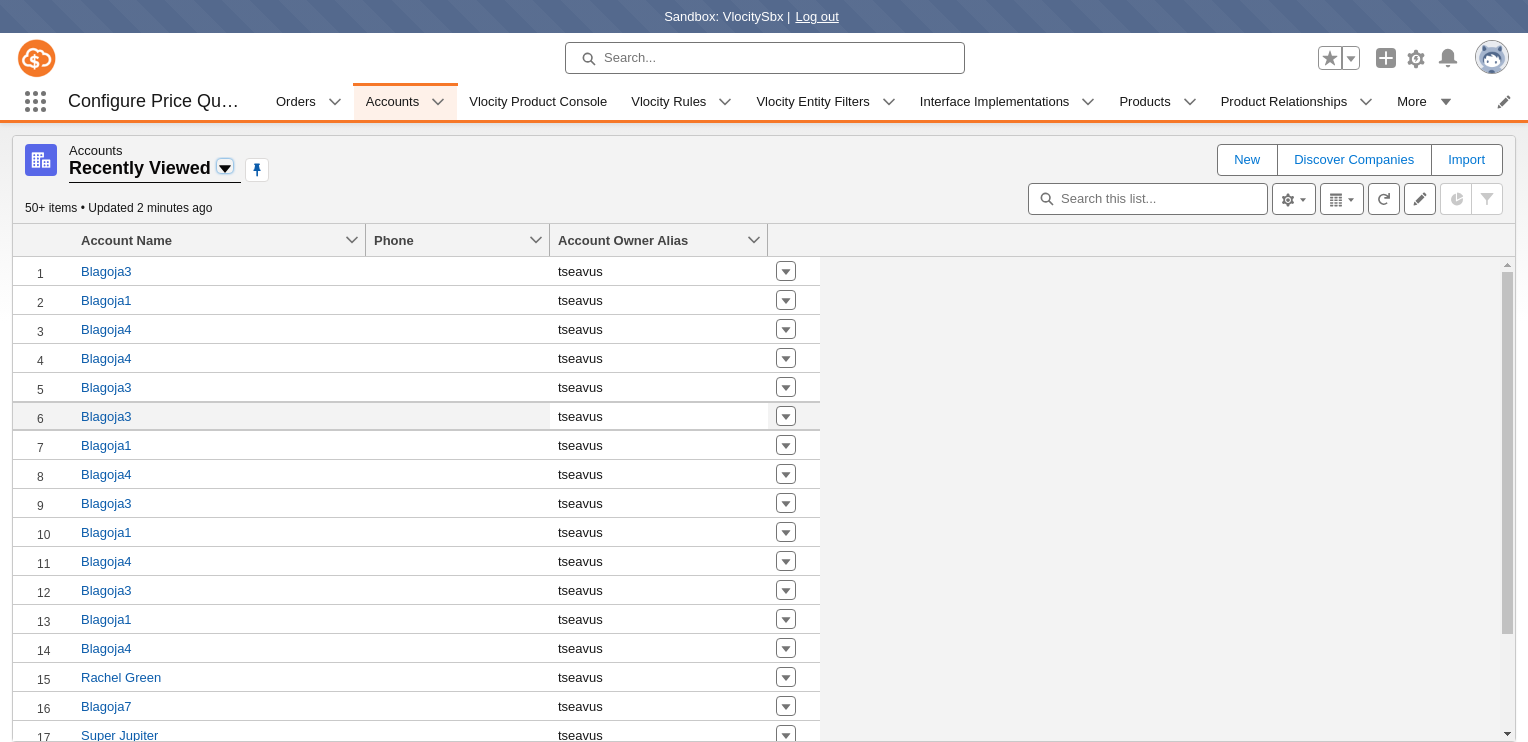 Sandbox: VlocitySbx | Log out
Search...
Configure Price Qu…
Orders
Accounts
Vlocity Product Console
Vlocity Rules
Vlocity Entity Filters
Interface Implementations
Products
Product Relationships
More
Accounts
Recently Viewed
New
Discover Companies
Import
50+ items • Updated 2 minutes ago
Search this list...
Account Name
Phone
Account Owner Alias
1 Blagoja3 tseavus
2 Blagoja1 tseavus
3 Blagoja4 tseavus
4 Blagoja4 tseavus
5 Blagoja3 tseavus
6 Blagoja3 tseavus
7 Blagoja1 tseavus
8 Blagoja4 tseavus
9 Blagoja3 tseavus
10 Blagoja1 tseavus
11 Blagoja4 tseavus
12 Blagoja3 tseavus
13 Blagoja1 tseavus
14 Blagoja4 tseavus
15 Rachel Green tseavus
16 Blagoja7 tseavus
17 Super Jupiter tseavus